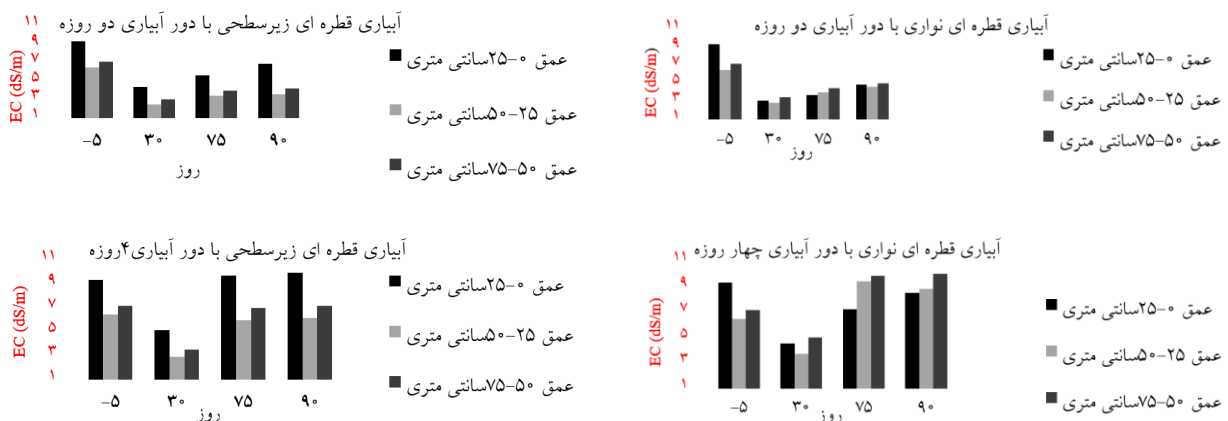 آبیاری قطره ای زیرسطحی با دور آبیاری دو روزه
EC (dS/m)
۱۱
۹
۷
۵
۳
۱
-۵ ۳۰ ۷۵ ۹۰
روز
عمق ۰-۲۵سانتی متری
عمق ۲۵-۵۰سانتی متری
عمق ۵۰-۷۵سانتی متری
آبیاری قطره ای نواری با دور آبیاری دو روزه
EC (dS/m)
۱۱
۹
۷
۵
۳
۱
-۵ ۳۰ ۷۵ ۹۰
روز
عمق ۰-۲۵سانتی متری
عمق ۲۵-۵۰سانتی متری
عمق ۵۰-۷۵سانتی متری
آبیاری قطره ای زیرسطحی با دور آبیاری۴روزه
EC (dS/m)
۱۱
۹
۷
۵
۳
۱
-۵ ۳۰ ۷۵ ۹۰
روز
عمق ۰-۲۵سانتی متری
عمق ۲۵-۵۰سانتی متری
عمق ۵۰-۷۵سانتی متری
آبیاری قطره ای نواری با دور آبیاری چهار روزه
EC (dS/m)
۱۱
۹
۷
۵
۳
۱
-۵ ۳۰ ۷۵ ۹۰
روز
عمق ۰-۲۵سانتی متری
عمق ۲۵-۵۰سانتی متری
عمق ۵۰-۷۵سانتی متری